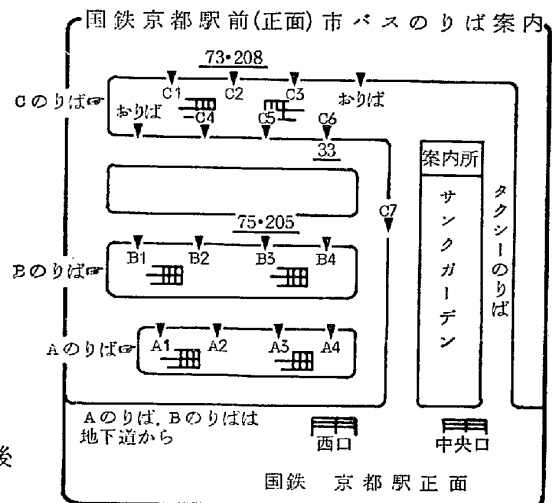 国鉄京都駅前(正面)市バスのりば案内
73・208
C1 C2 C3 おりば
Cのりば☞
おりば C4 C5 C6
33
案内所
C7
サンクガーデン
タクシーのりば
75・205
B1 B2 B3 B4
Bのりば☞
A1 A2 A3 A4
Aのりば☞
Aのりば,Bのりばは
地下道から
西口 中央口
後
国鉄 京都駅正面